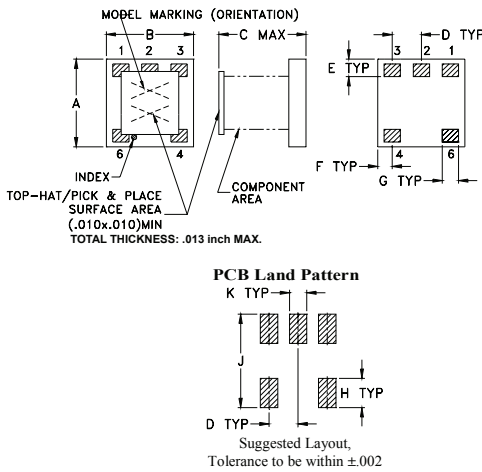 MODEL MARKING (ORIENTATION)
B
C MAX
D TYP
1 2 3
3 2 1
E TYP
A
6 4
4 6
F TYP
G TYP
INDEX
TOP-HAT/PICK & PLACE
SURFACE AREA
(.010x.010)MIN
COMPONENT
AREA
TOTAL THICKNESS: .013 inch MAX.
PCB Land Pattern
K TYP
J
H TYP
D TYP
Suggested Layout,
Tolerance to be within ±.002